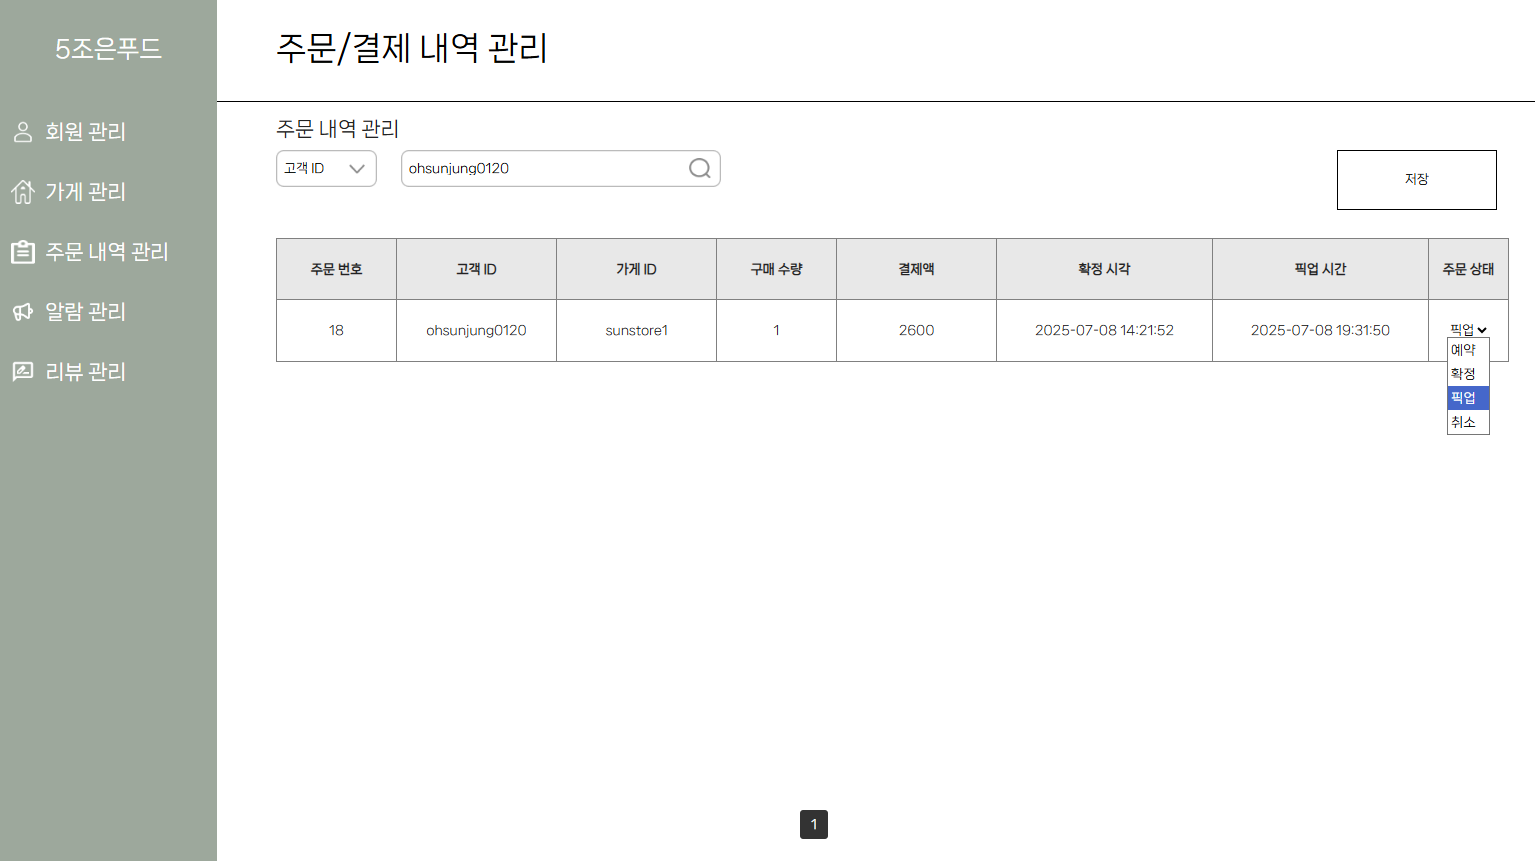 5조은푸드
회원 관리
가게 관리
주문 내역 관리
알람 관리
리뷰 관리
주문/결제 내역 관리
주문 내역 관리
고객 ID
ohsunjung0120
저장
주문 번호 고객 ID 가게 ID 구매 수량 결제액 확정 시각 픽업 시간 주문 상태
18 ohsunjung0120 sunstore1 1 2600 2025-07-08 14:21:52 2025-07-08 19:31:50 픽업
예약
확정
픽업
취소
1